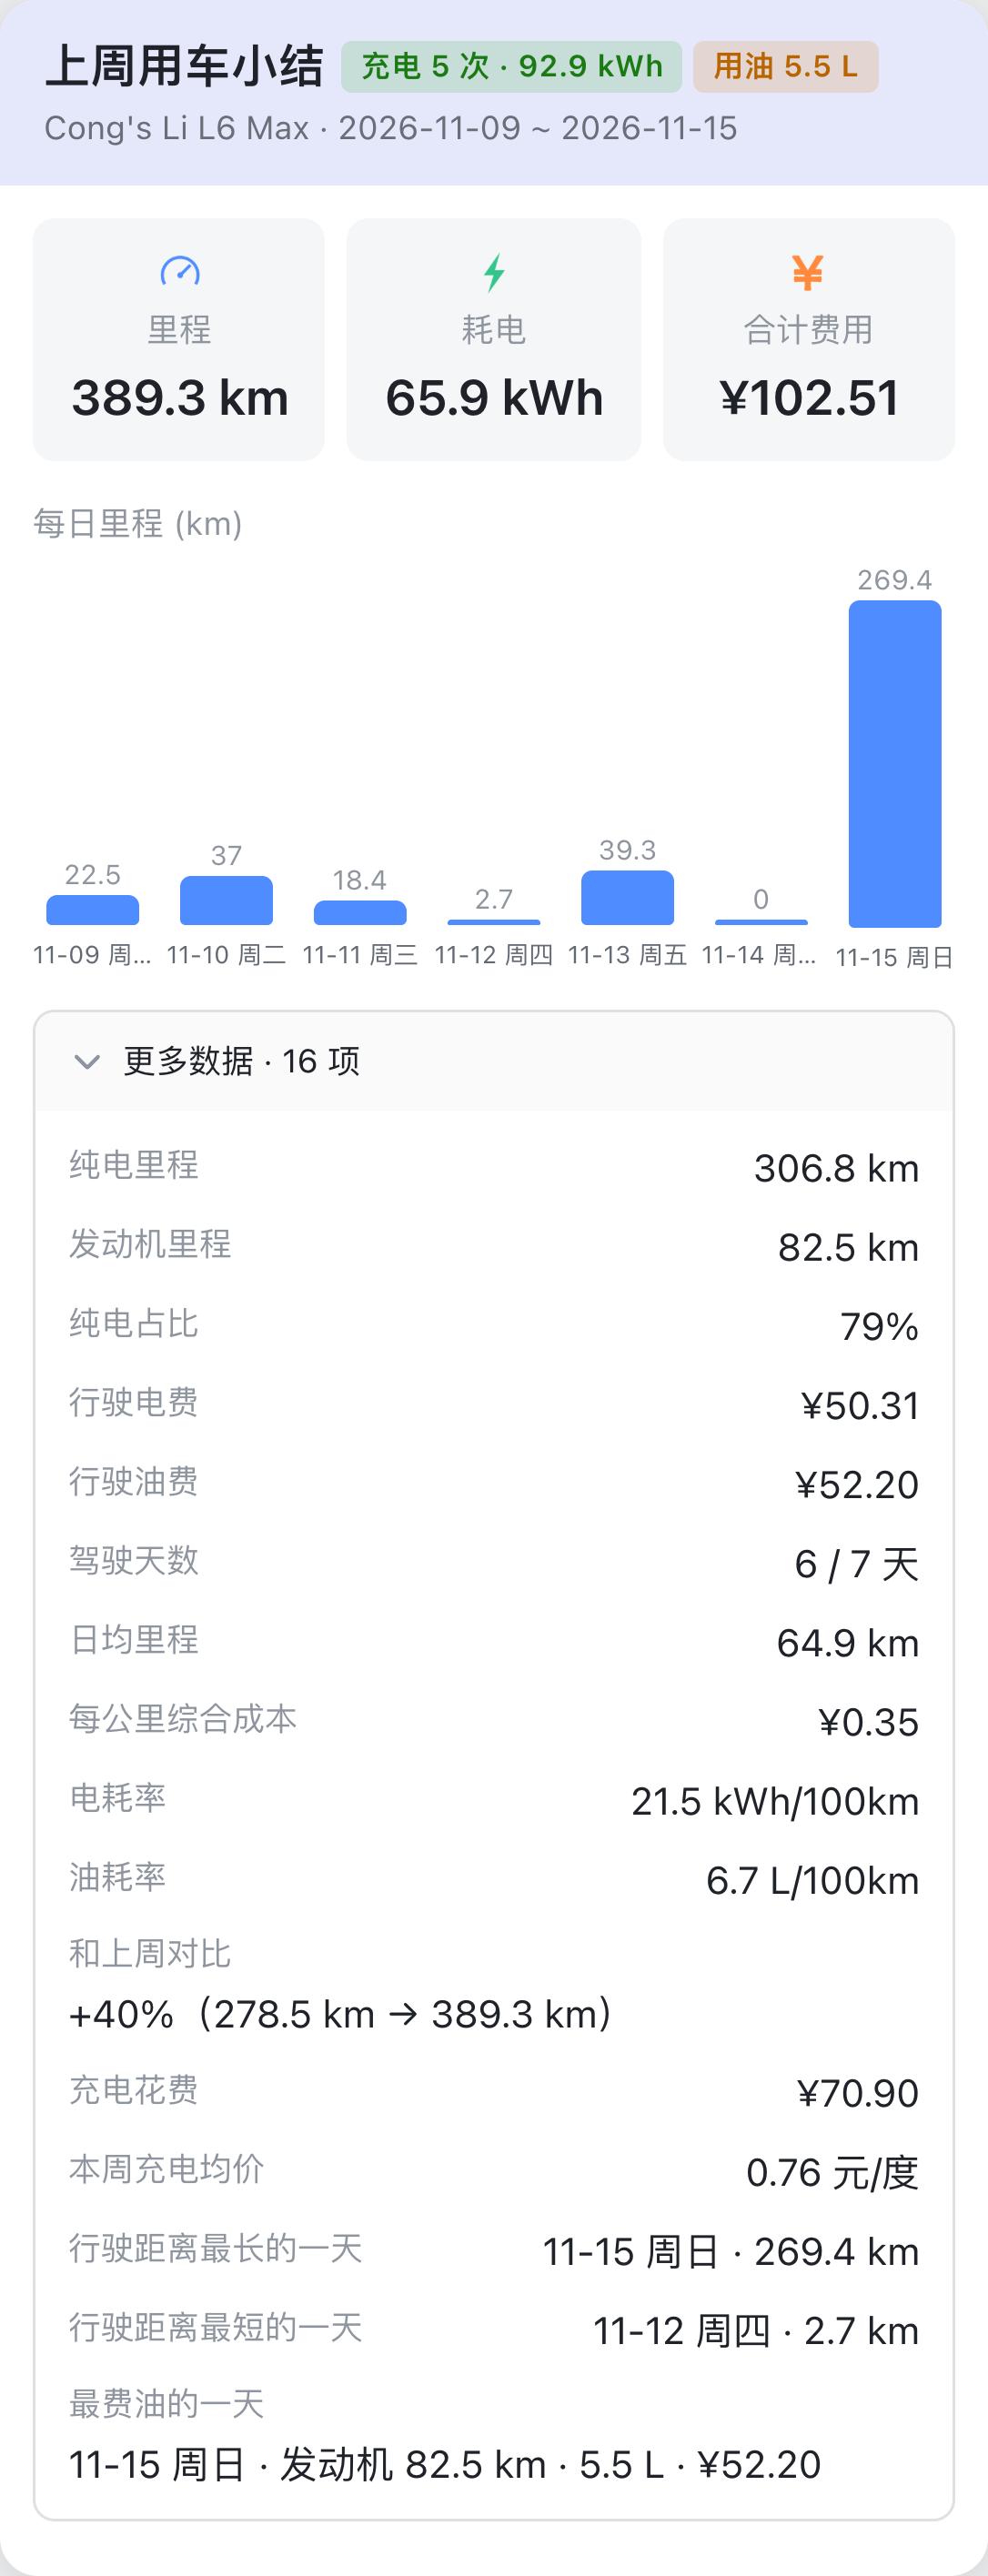 上周用车小结 充电 5 次 · 92.9 kWh 用油 5.5 L
Cong's Li L6 Max · 2026-11-09 ~ 2026-11-15
里程 耗电 合计费用
389.3 km 65.9 kWh ¥102.51
每日里程 (km)
22.5 37 18.4 2.7 39.3 0 269.4
11-09 周... 11-10 周二 11-11 周三 11-12 周四 11-13 周五 11-14 周... 11-15 周日
更多数据 · 16 项
纯电里程 306.8 km
发动机里程 82.5 km
纯电占比 79%
行驶电费 ¥50.31
行驶油费 ¥52.20
驾驶天数 6 / 7 天
日均里程 64.9 km
每公里综合成本 ¥0.35
电耗率 21.5 kWh/100km
油耗率 6.7 L/100km
和上周对比
+40%（278.5 km → 389.3 km）
充电花费 ¥70.90
本周充电均价 0.76 元/度
行驶距离最长的一天 11-15 周日 · 269.4 km
行驶距离最短的一天 11-12 周四 · 2.7 km
最费油的一天
11-15 周日 · 发动机 82.5 km · 5.5 L · ¥52.20